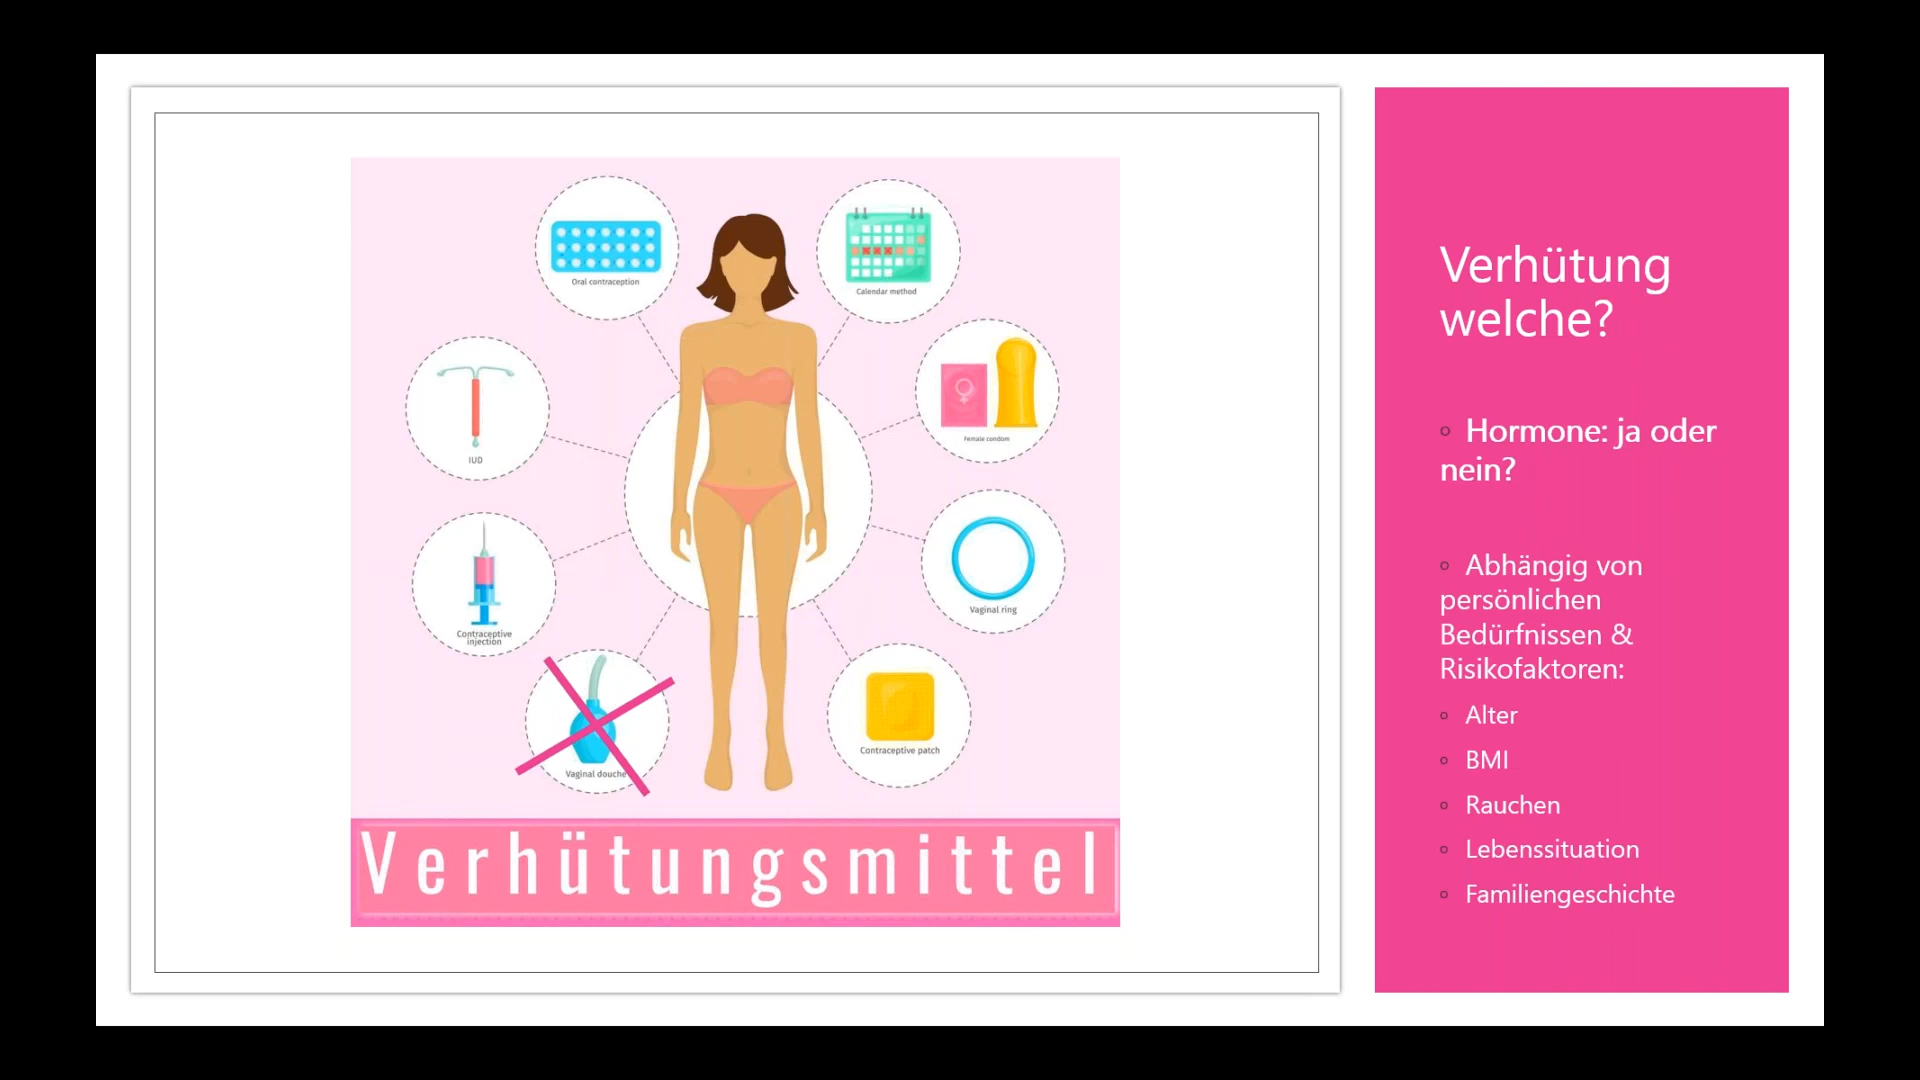 Oral contraception
Calendar method
IUD
Female condom
Contraceptive
injection
Vaginal ring
Vaginal douche
Contraceptive patch
Verhütungsmittel
Verhütung
welche?
Hormone: ja oder
nein?
Abhängig von
persönlichen
Bedürfnissen &
Risikofaktoren:
Alter
BMI
Rauchen
Lebenssituation
Familiengeschichte